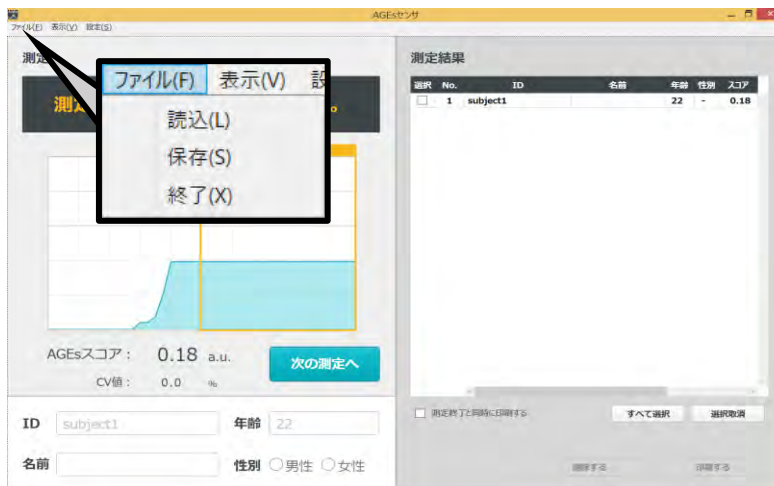 AGEsセンサ
ファイル(F) 表示(V) 設定(S)
測定
測定結果
ファイル(F) 表示(V) 設
読込(L)
保存(S)
終了(X)
選択 No. ID 名前 年齢 性別 スコア
1 subject1 22 - 0.18
AGEsスコア: 0.18 a.u.
次の測定へ
CV値: 0.0 %
測定終了と同時に印刷する
すべて選択 選択取消
ID subject1 年齢 22
名前 性別 男性 女性
削除する 印刷する